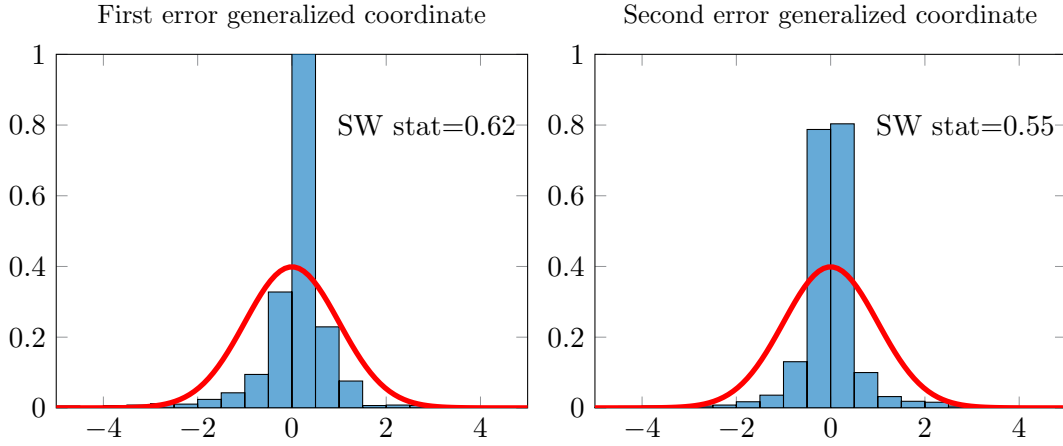 First error generalized coordinate
SW stat=0.62
1
0.8
0.6
0.4
0.2
0
−4 −2 0 2 4
Second error generalized coordinate
SW stat=0.55
1
0.8
0.6
0.4
0.2
0
−4 −2 0 2 4